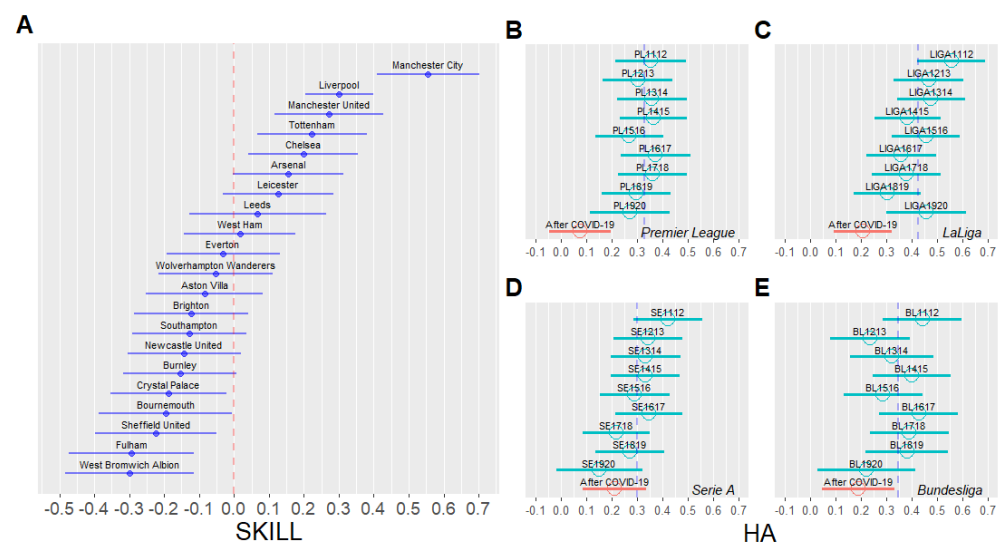 A
Manchester City
Liverpool
Manchester United
Tottenham
Chelsea
Arsenal
Leicester
Leeds
West Ham
Everton
Wolverhampton Wanderers
Aston Villa
Brighton
Southampton
Newcastle United
Burnley
Crystal Palace
Bournemouth
Sheffield United
Fulham
West Bromwich Albion
-0.5 -0.4 -0.3 -0.2 -0.1 0.0 0.1 0.2 0.3 0.4 0.5 0.6 0.7
SKILL
B
PL1112
PL1213
PL1314
PL1415
PL1516
PL1617
PL1718
PL1819
PL1920
After COVID-19
Premier League
-0.1 0.0 0.1 0.2 0.3 0.4 0.5 0.6 0.7
C
LIGA1112
LIGA1213
LIGA1314
LIGA1415
LIGA1516
LIGA1617
LIGA1718
LIGA1819
LIGA1920
After COVID-19
LaLiga
-0.1 0.0 0.1 0.2 0.3 0.4 0.5 0.6 0.7
D
SE1112
SE1213
SE1314
SE1415
SE1516
SE1617
SE1718
SE1819
SE1920
After COVID-19
Serie A
-0.1 0.0 0.1 0.2 0.3 0.4 0.5 0.6 0.7
E
BL1112
BL1213
BL1314
BL1415
BL1516
BL1617
BL1718
BL1819
BL1920
After COVID-19
Bundesliga
-0.1 0.0 0.1 0.2 0.3 0.4 0.5 0.6 0.7
HA